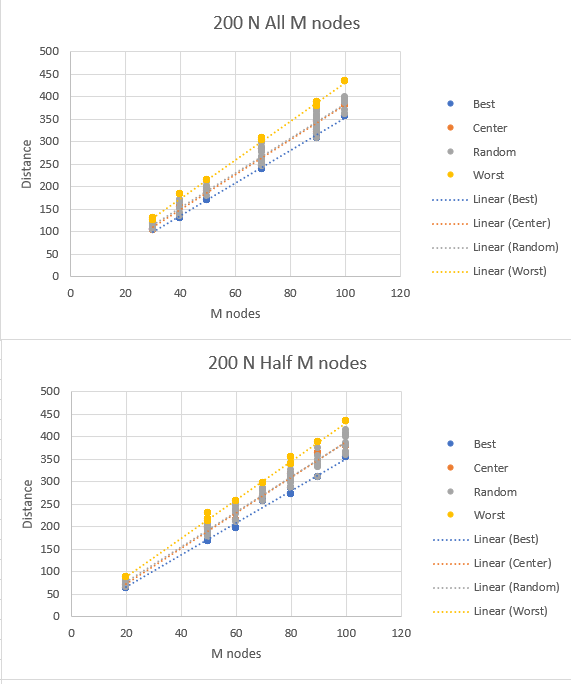 200 N All M nodes
500
450
400
350
300
250
200
150
100
50
0
Distance
0 20 40 60 80 100 120
M nodes
Best
Center
Random
Worst
Linear (Best)
Linear (Center)
Linear (Random)
Linear (Worst)
200 N Half M nodes
500
450
400
350
300
250
200
150
100
50
0
Distance
0 20 40 60 80 100 120
M nodes
Best
Center
Random
Worst
Linear (Best)
Linear (Center)
Linear (Random)
Linear (Worst)